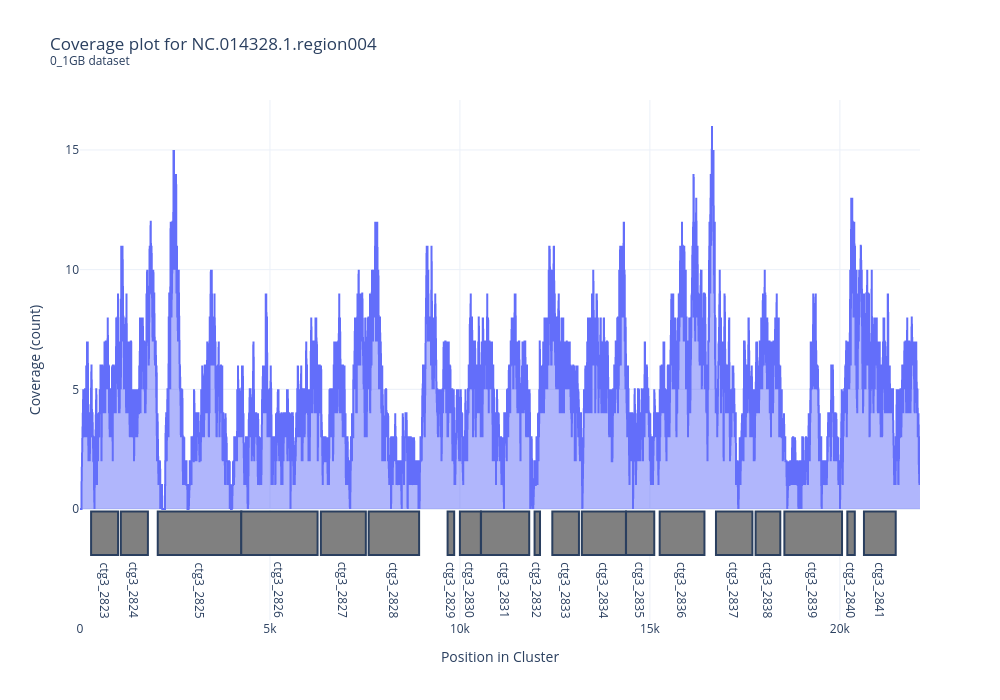 Coverage plot for NC.014328.1.region004
0_1GB dataset
Coverage (count)
15
10
5
0
ctg3_2823
ctg3_2824
ctg3_2825
ctg3_2826
ctg3_2827
ctg3_2828
ctg3_2829
ctg3_2830
ctg3_2831
ctg3_2832
ctg3_2833
ctg3_2834
ctg3_2835
ctg3_2836
ctg3_2837
ctg3_2838
ctg3_2839
ctg3_2840
ctg3_2841
0 5k 10k 15k 20k
Position in Cluster